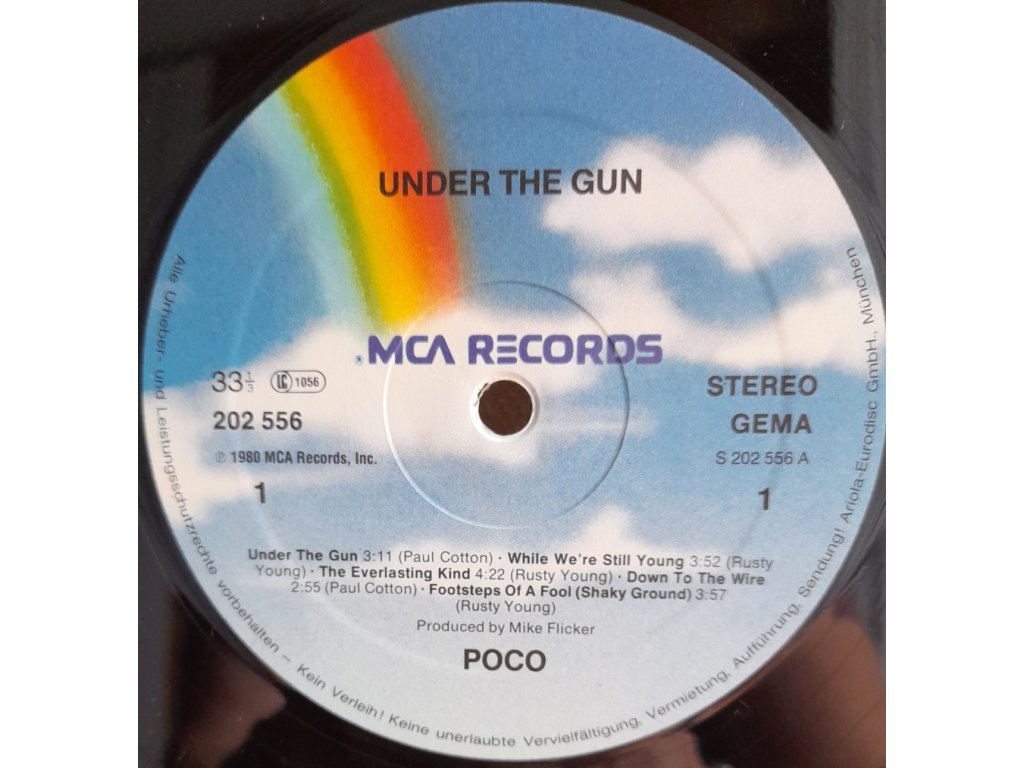 UNDER THE GUN
® MCA RECORDS
33⅓ LC 1056
STEREO
202 556
GEMA
℗ 1980 MCA Records, Inc.
S 202 556 A
1
1
Under The Gun 3:11 (Paul Cotton) · While We're Still Young 3:52 (Rusty
Young) · The Everlasting Kind 4:22 (Rusty Young) · Down To The Wire
2:55 (Paul Cotton) · Footsteps Of A Fool (Shaky Ground) 3:57
(Rusty Young)
Produced by Mike Flicker
POCO
Alle Urheber- und Leistungsschutzrechte vorbehalten – Kein Verleih! Keine unerlaubte Vervielfältigung, Vermietung, Aufführung, Sendung! Ariola-Eurodisc GmbH., München